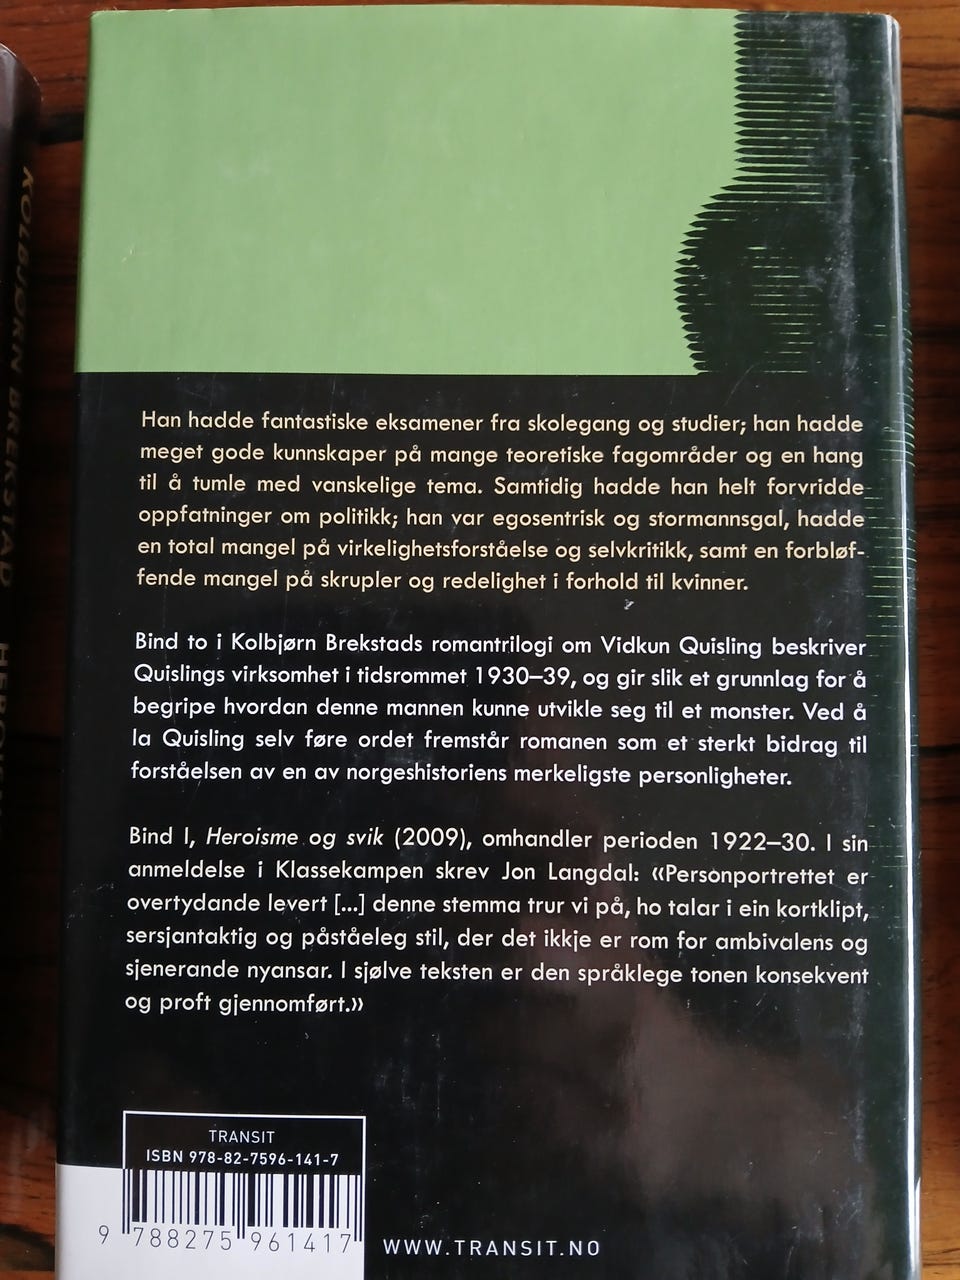 KOLBJØRN BREKSTAD
Han hadde fantastiske eksamener fra skolegang og studier; han hadde
meget gode kunnskaper på mange teoretiske fagområder og en hang
til å tumle med vanskelige tema. Samtidig hadde han helt forvridde
oppfatninger om politikk; han var egosentrisk og stormannsgal, hadde
en total mangel på virkelighetsforståelse og selvkritikk, samt en forbløf-
fende mangel på skrupler og redelighet i forhold til kvinner.
Bind to i Kolbjørn Brekstads romantrilogi om Vidkun Quisling beskriver
Quislings virksomhet i tidsrommet 1930–39, og gir slik et grunnlag for å
begripe hvordan denne mannen kunne utvikle seg til et monster. Ved å
la Quisling selv føre ordet fremstår romanen som et sterkt bidrag til
forståelsen av en av norgeshistoriens merkeligste personligheter.
Bind I, Heroisme og svik (2009), omhandler perioden 1922–30. I sin
anmeldelse i Klassekampen skrev Jon Langdal: «Personportrettet er
overtydande levert [...] denne stemma trur vi på, ho talar i ein kortklipt,
sersjantaktig og påståeleg stil, der det ikkje er rom for ambivalens og
sjenerande nyansar. I sjølve teksten er den språklege tonen konsekvent
og proft gjennomført.»
TRANSIT
ISBN 978-82-7596-141-7
9 788275 961417
WWW.TRANSIT.NO